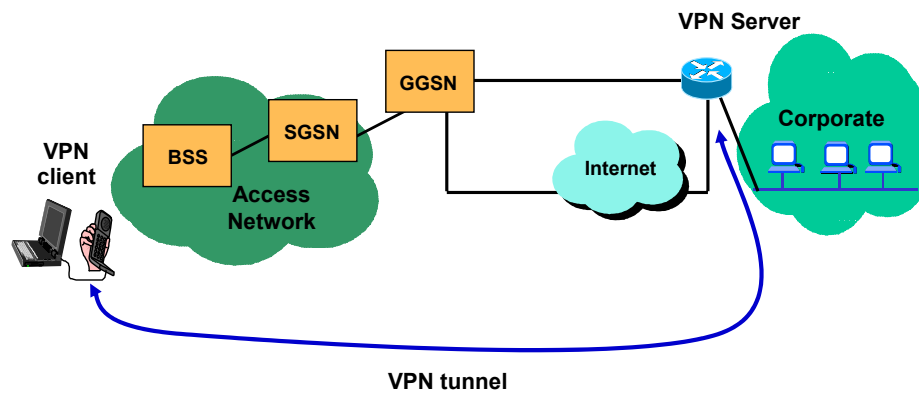 VPN Server
GGSN
SGSN
BSS
Corporate
Internet
VPN
client
Access
Network
VPN tunnel